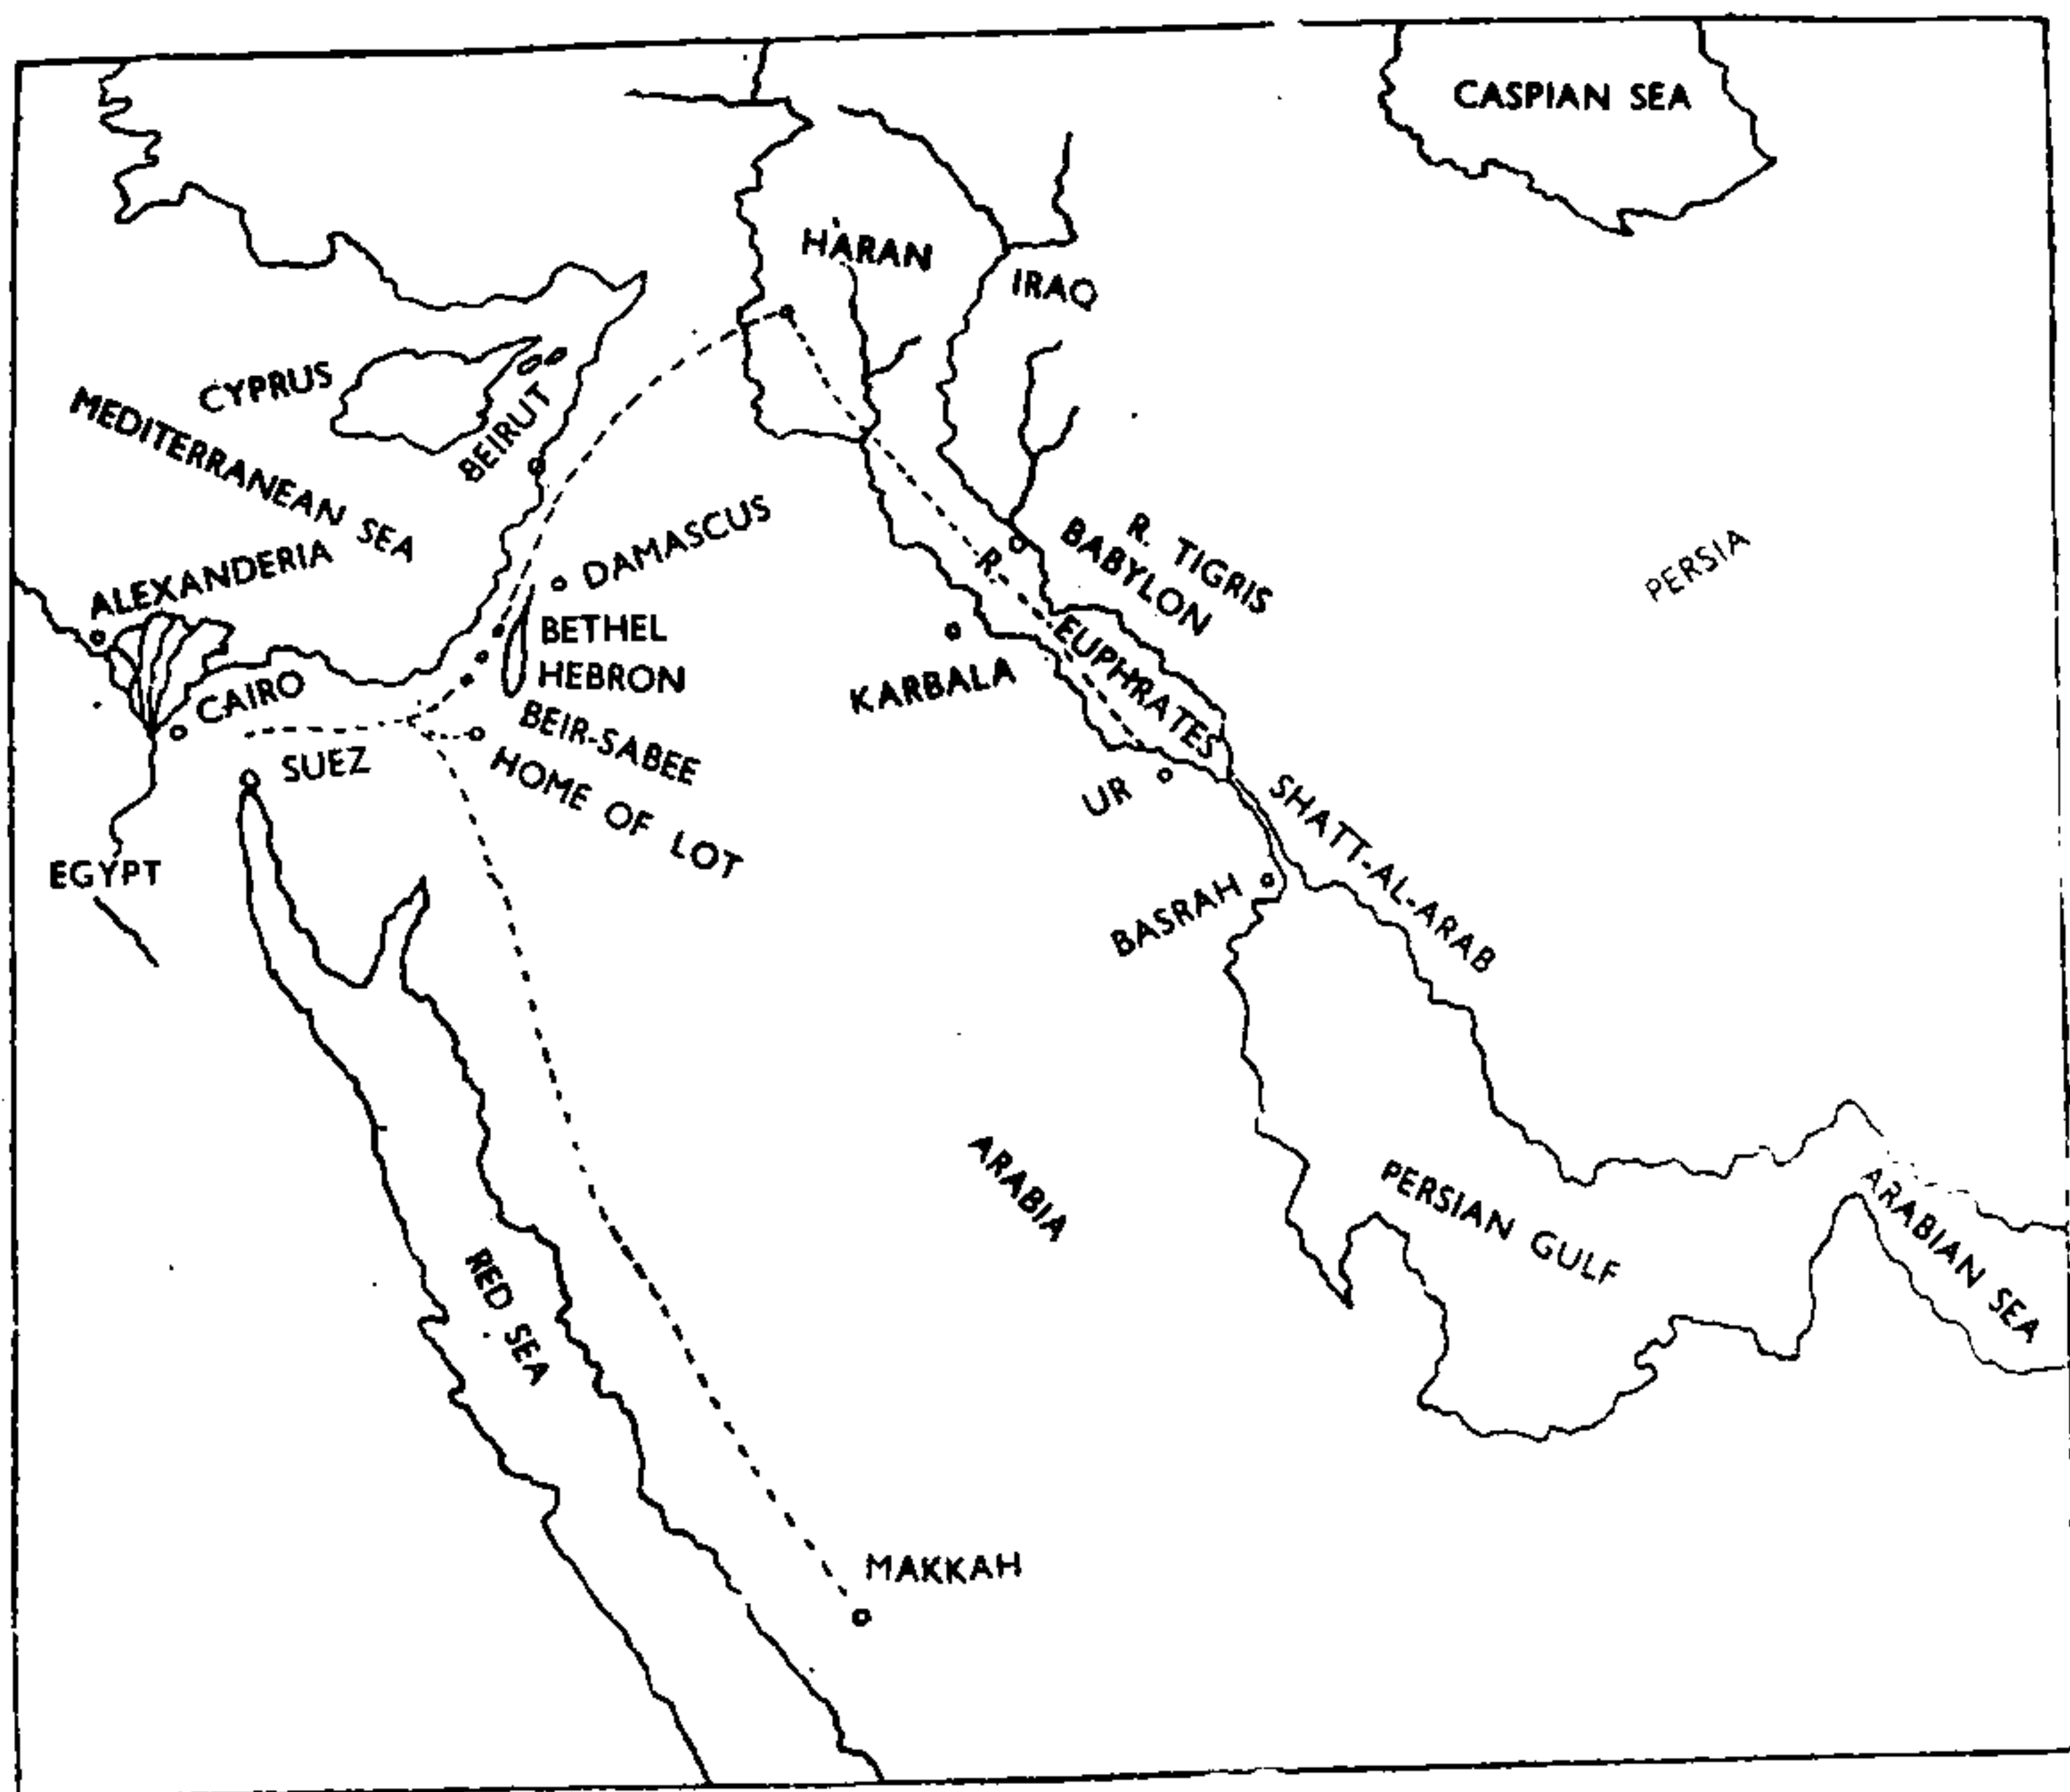 CASPIAN SEA
HARAN
IRAQ
CYPRUS
MEDITERRANEAN SEA
BEIRUT
DAMASCUS
R. TIGRIS
BABYLON
PERSIA
ALEXANDERIA
R.
EUPHRATES
BETHEL
HEBRON
KARBALA
CAIRO
BEIR-SABEE
SUEZ
HOME OF LOT
UR
SHATT-AL-ARAB
EGYPT
BASRAH
ARABIA
PERSIAN GULF
ARABIAN SEA
RED SEA
MAKKAH